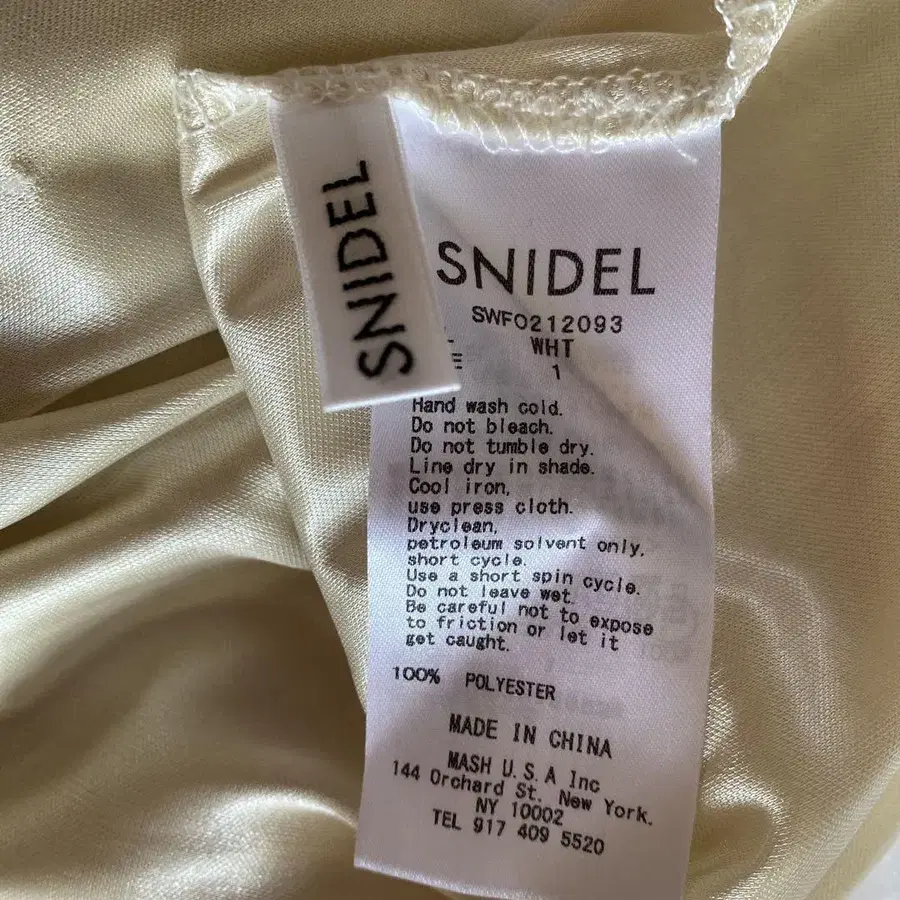 SNIDEL
SNIDEL
SWFO212093
WHT
E 1
Hand wash cold.
Do not bleach.
Do not tumble dry.
Line dry in shade.
Cool iron,
use press cloth.
Dryclean,
petroleum solvent only,
short cycle.
Use a short spin cycle.
Do not leave wet.
Be careful not to expose
to friction or let it
get caught.
100% POLYESTER
MADE IN CHINA
MASH U.S.A Inc
144 Orchard St. New York.
NY 10002
TEL 917 409 5520